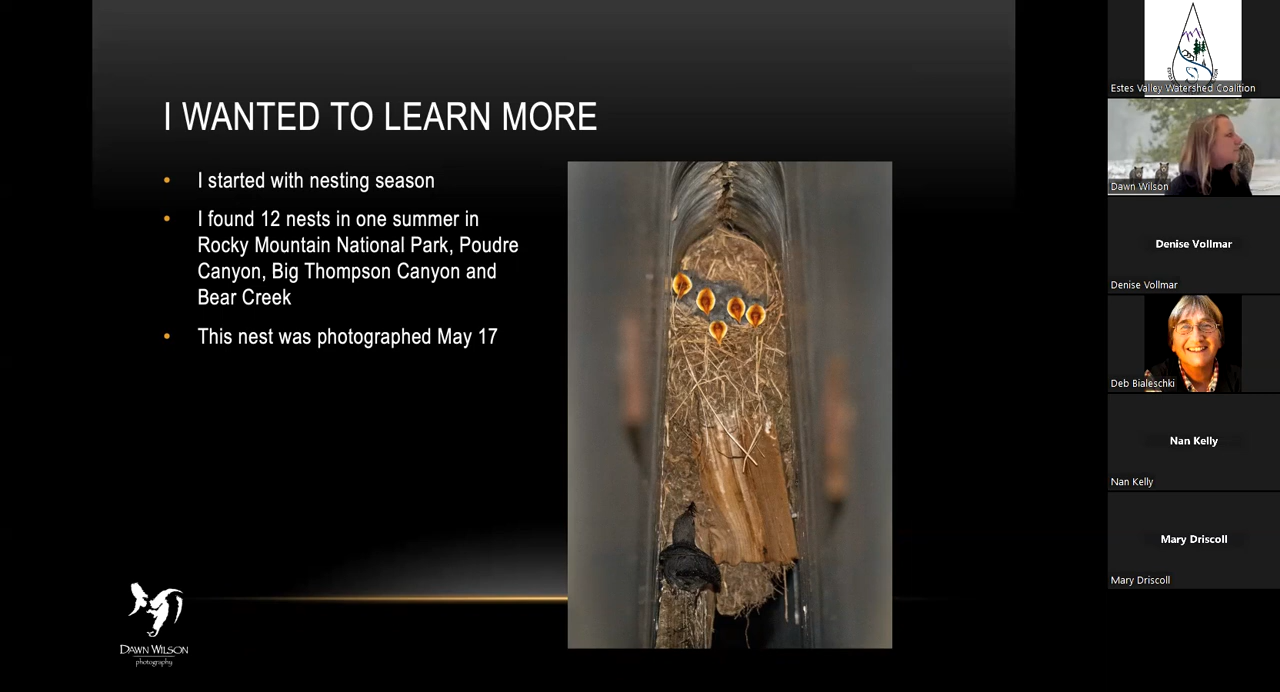 I WANTED TO LEARN MORE
• I started with nesting season
• I found 12 nests in one summer in
Rocky Mountain National Park, Poudre
Canyon, Big Thompson Canyon and
Bear Creek
• This nest was photographed May 17
DAWN WILSON
photography
Estes Valley Watershed Coalition
Dawn Wilson
Denise Vollmar
Denise Vollmar
Deb Bialeschki
Nan Kelly
Nan Kelly
Mary Driscoll
Mary Driscoll